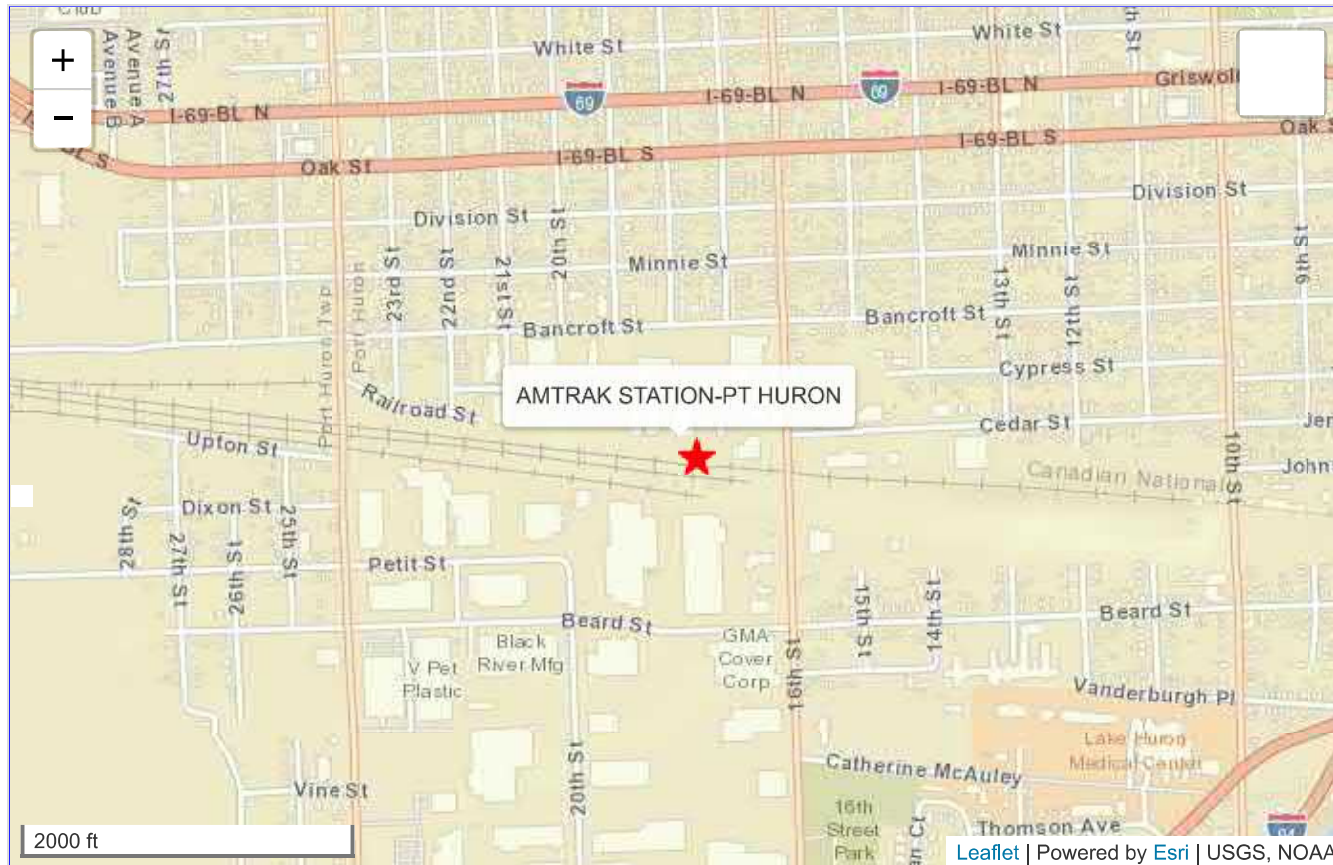 Club
White St
White St
Avenue B
Avenue A
27th St
+
−
69
69
I-69-BL N
I-69-BL N
I-69-BL N
Oak St
I-69-BL S
I-69-BL S
BL S
Division St
Division St
23rd St
22nd St
21st St
20th St
Minnie St
Minnie St
13th St
12th St
9th St
Port Huron Twp
Port Huron
Bancroft St
Bancroft St
Cypress St
AMTRAK STATION-PT HURON
Railroad St
Cedar St
Upton St
Canadian National
10th St
John
28th St
Dixon St
27th St
26th St
25th St
Petit St
Beard St
Beard St
15th St
14th St
16th St
Black
River Mfg
V Pet
Plastic
GMA
Cover
Corp
Vanderburgh Pl
Lake Huron
Medical Center
20th St
Catherine McAuley
Vine St
16th
Street
Park
Thomson Ave
2000 ft
Leaflet | Powered by Esri | USGS, NOAA